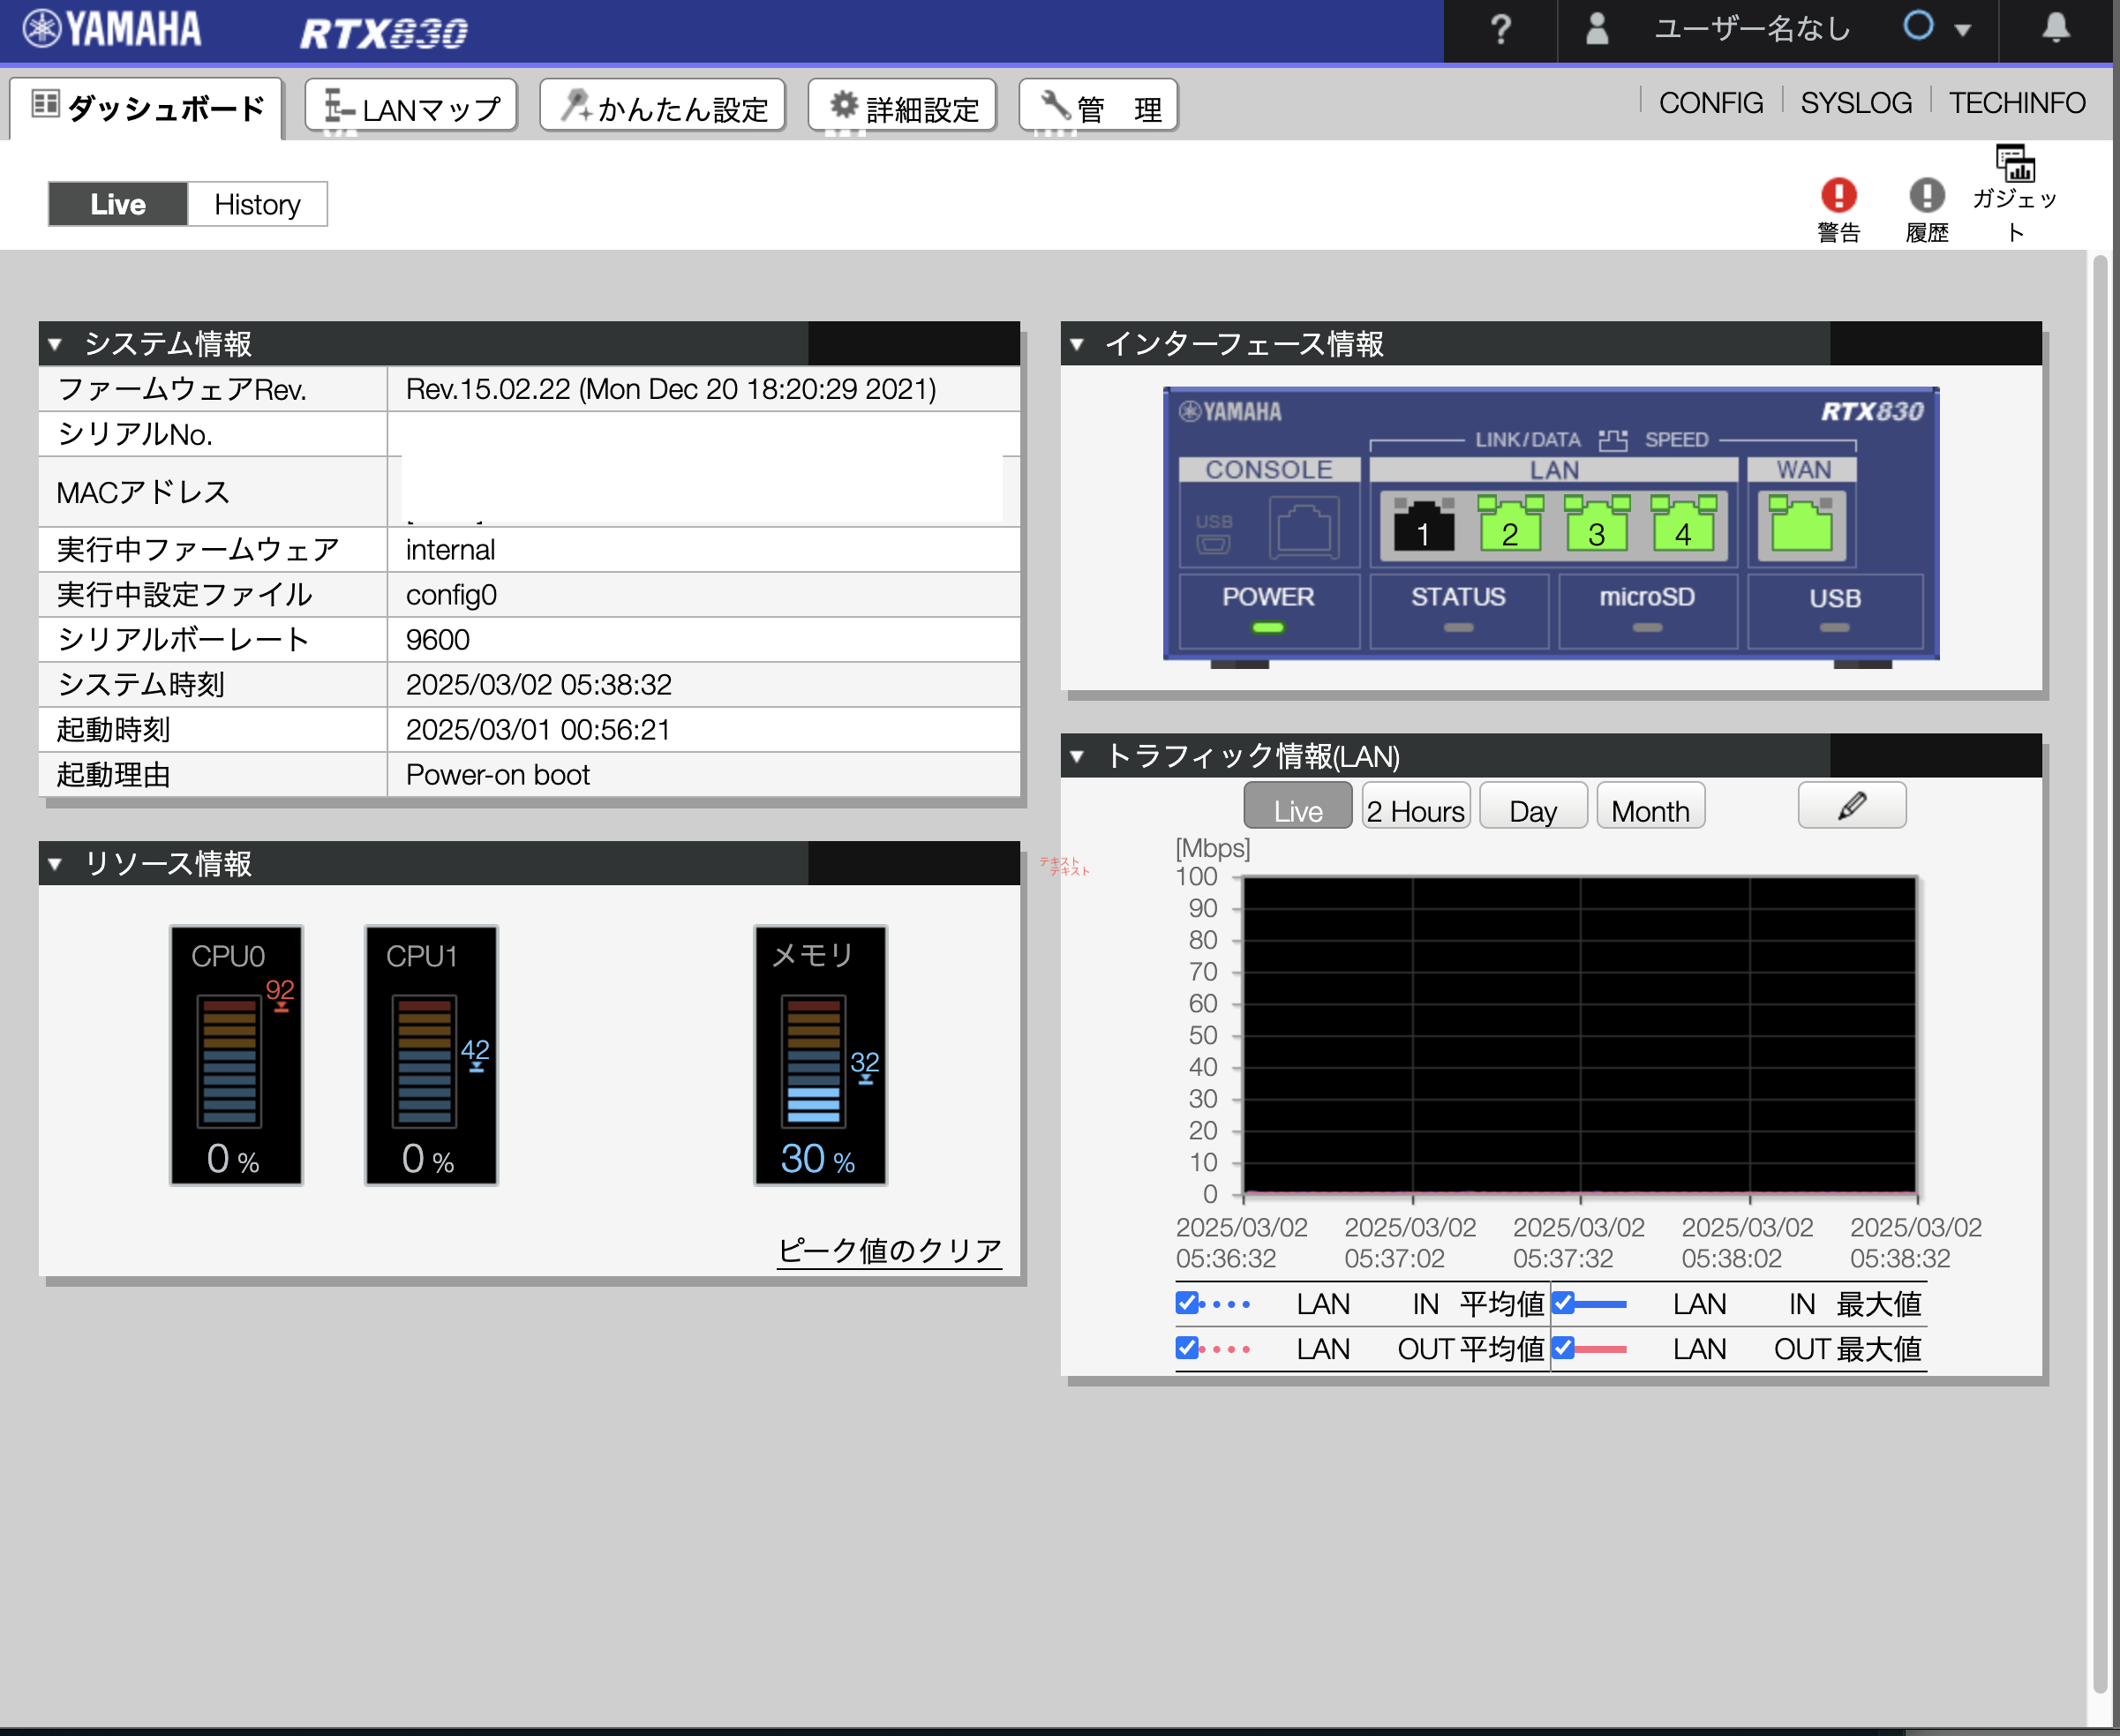 YAMAHA RTX830 ? ユーザー名なし
ダッシュボード LANマップ かんたん設定 詳細設定 管 理 CONFIG SYSLOG TECHINFO
Live History
警告 履歴 ガジェッ
ト
システム情報
ファームウェアRev. Rev.15.02.22 (Mon Dec 20 18:20:29 2021)
シリアルNo.
MACアドレス
実行中ファームウェア internal
実行中設定ファイル config0
シリアルボーレート 9600
システム時刻 2025/03/02 05:38:32
起動時刻 2025/03/01 00:56:21
起動理由 Power-on boot
リソース情報
CPU0 CPU1 メモリ
92
42
32
0 % 0 % 30 %
ピーク値のクリア
インターフェース情報
YAMAHA RTX830
LINK/DATA SPEED
CONSOLE LAN WAN
USB
1 2 3 4
POWER STATUS microSD USB
トラフィック情報(LAN)
Live 2 Hours Day Month
テキスト
テキスト
[Mbps]
100
90
80
70
60
50
40
30
20
10
0
2025/03/02 2025/03/02 2025/03/02 2025/03/02 2025/03/02
05:36:32 05:37:02 05:37:32 05:38:02 05:38:32
LAN IN 平均値 LAN IN 最大値
LAN OUT 平均値 LAN OUT 最大値